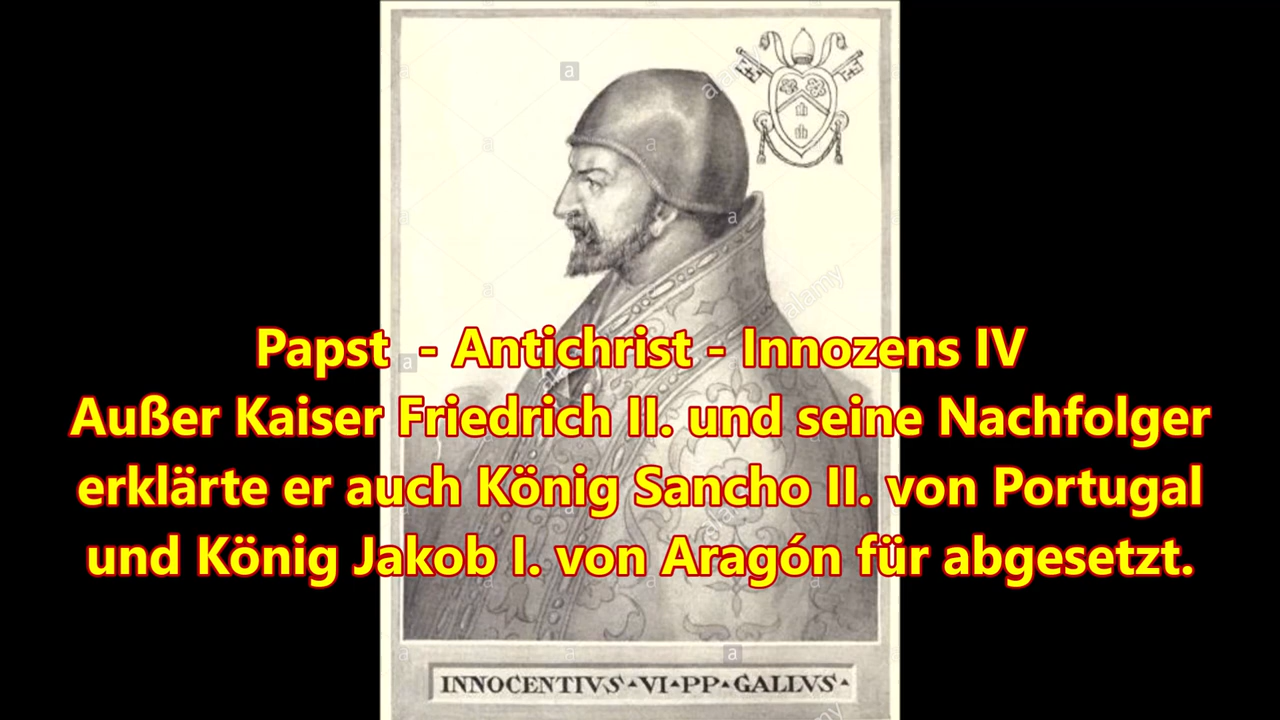 Papst - Antichrist - Innozens IV
Außer Kaiser Friedrich II. und seine Nachfolger
erklärte er auch König Sancho II. von Portugal
und König Jakob I. von Aragón für abgesetzt.
INNOCENTIVS VI PP GALLVS
a
alamy